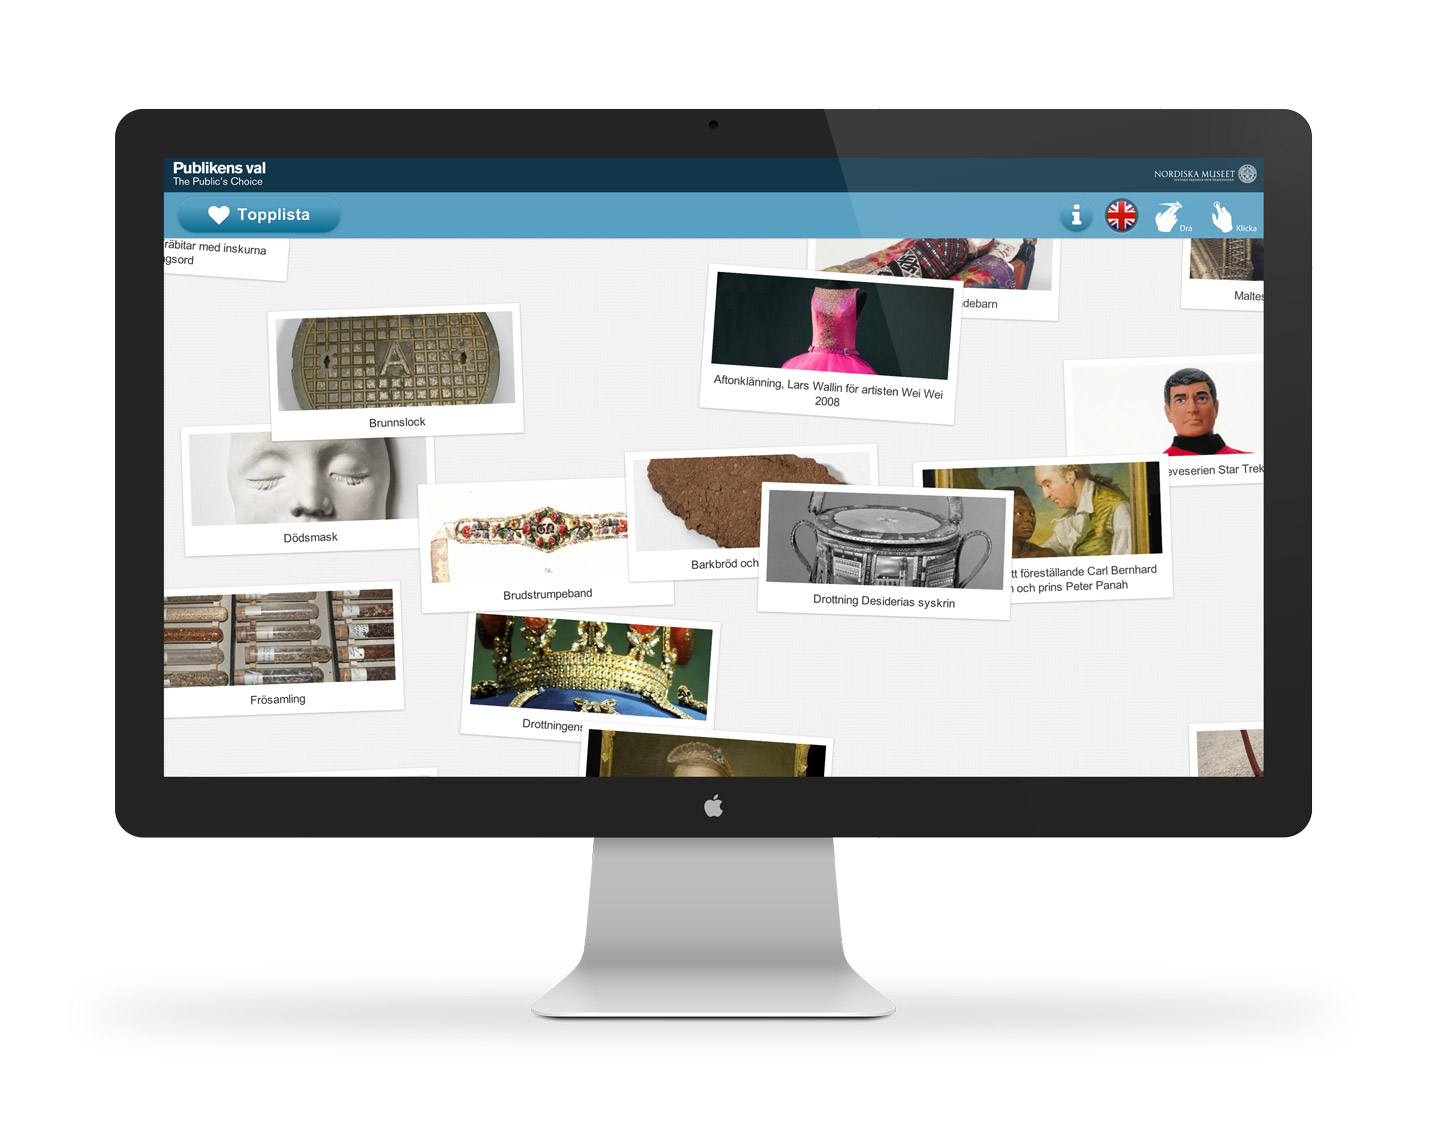 Publikens val
The Public's Choice
NORDISKA MUSEET
Topplista
Dra
Klicka
räbitar med inskurna
gsord
debarn
Maltes
Aftonklänning, Lars Wallin för artisten Wei Wei
2008
A
Brunnslock
eveserien Star Trek
Dödsmask
Barkbröd och
tt föreställande Carl Bernhard
och prins Peter Panah
Brudstrumpeband
Drottning Desiderias syskrin
Frösamling
Drottningens